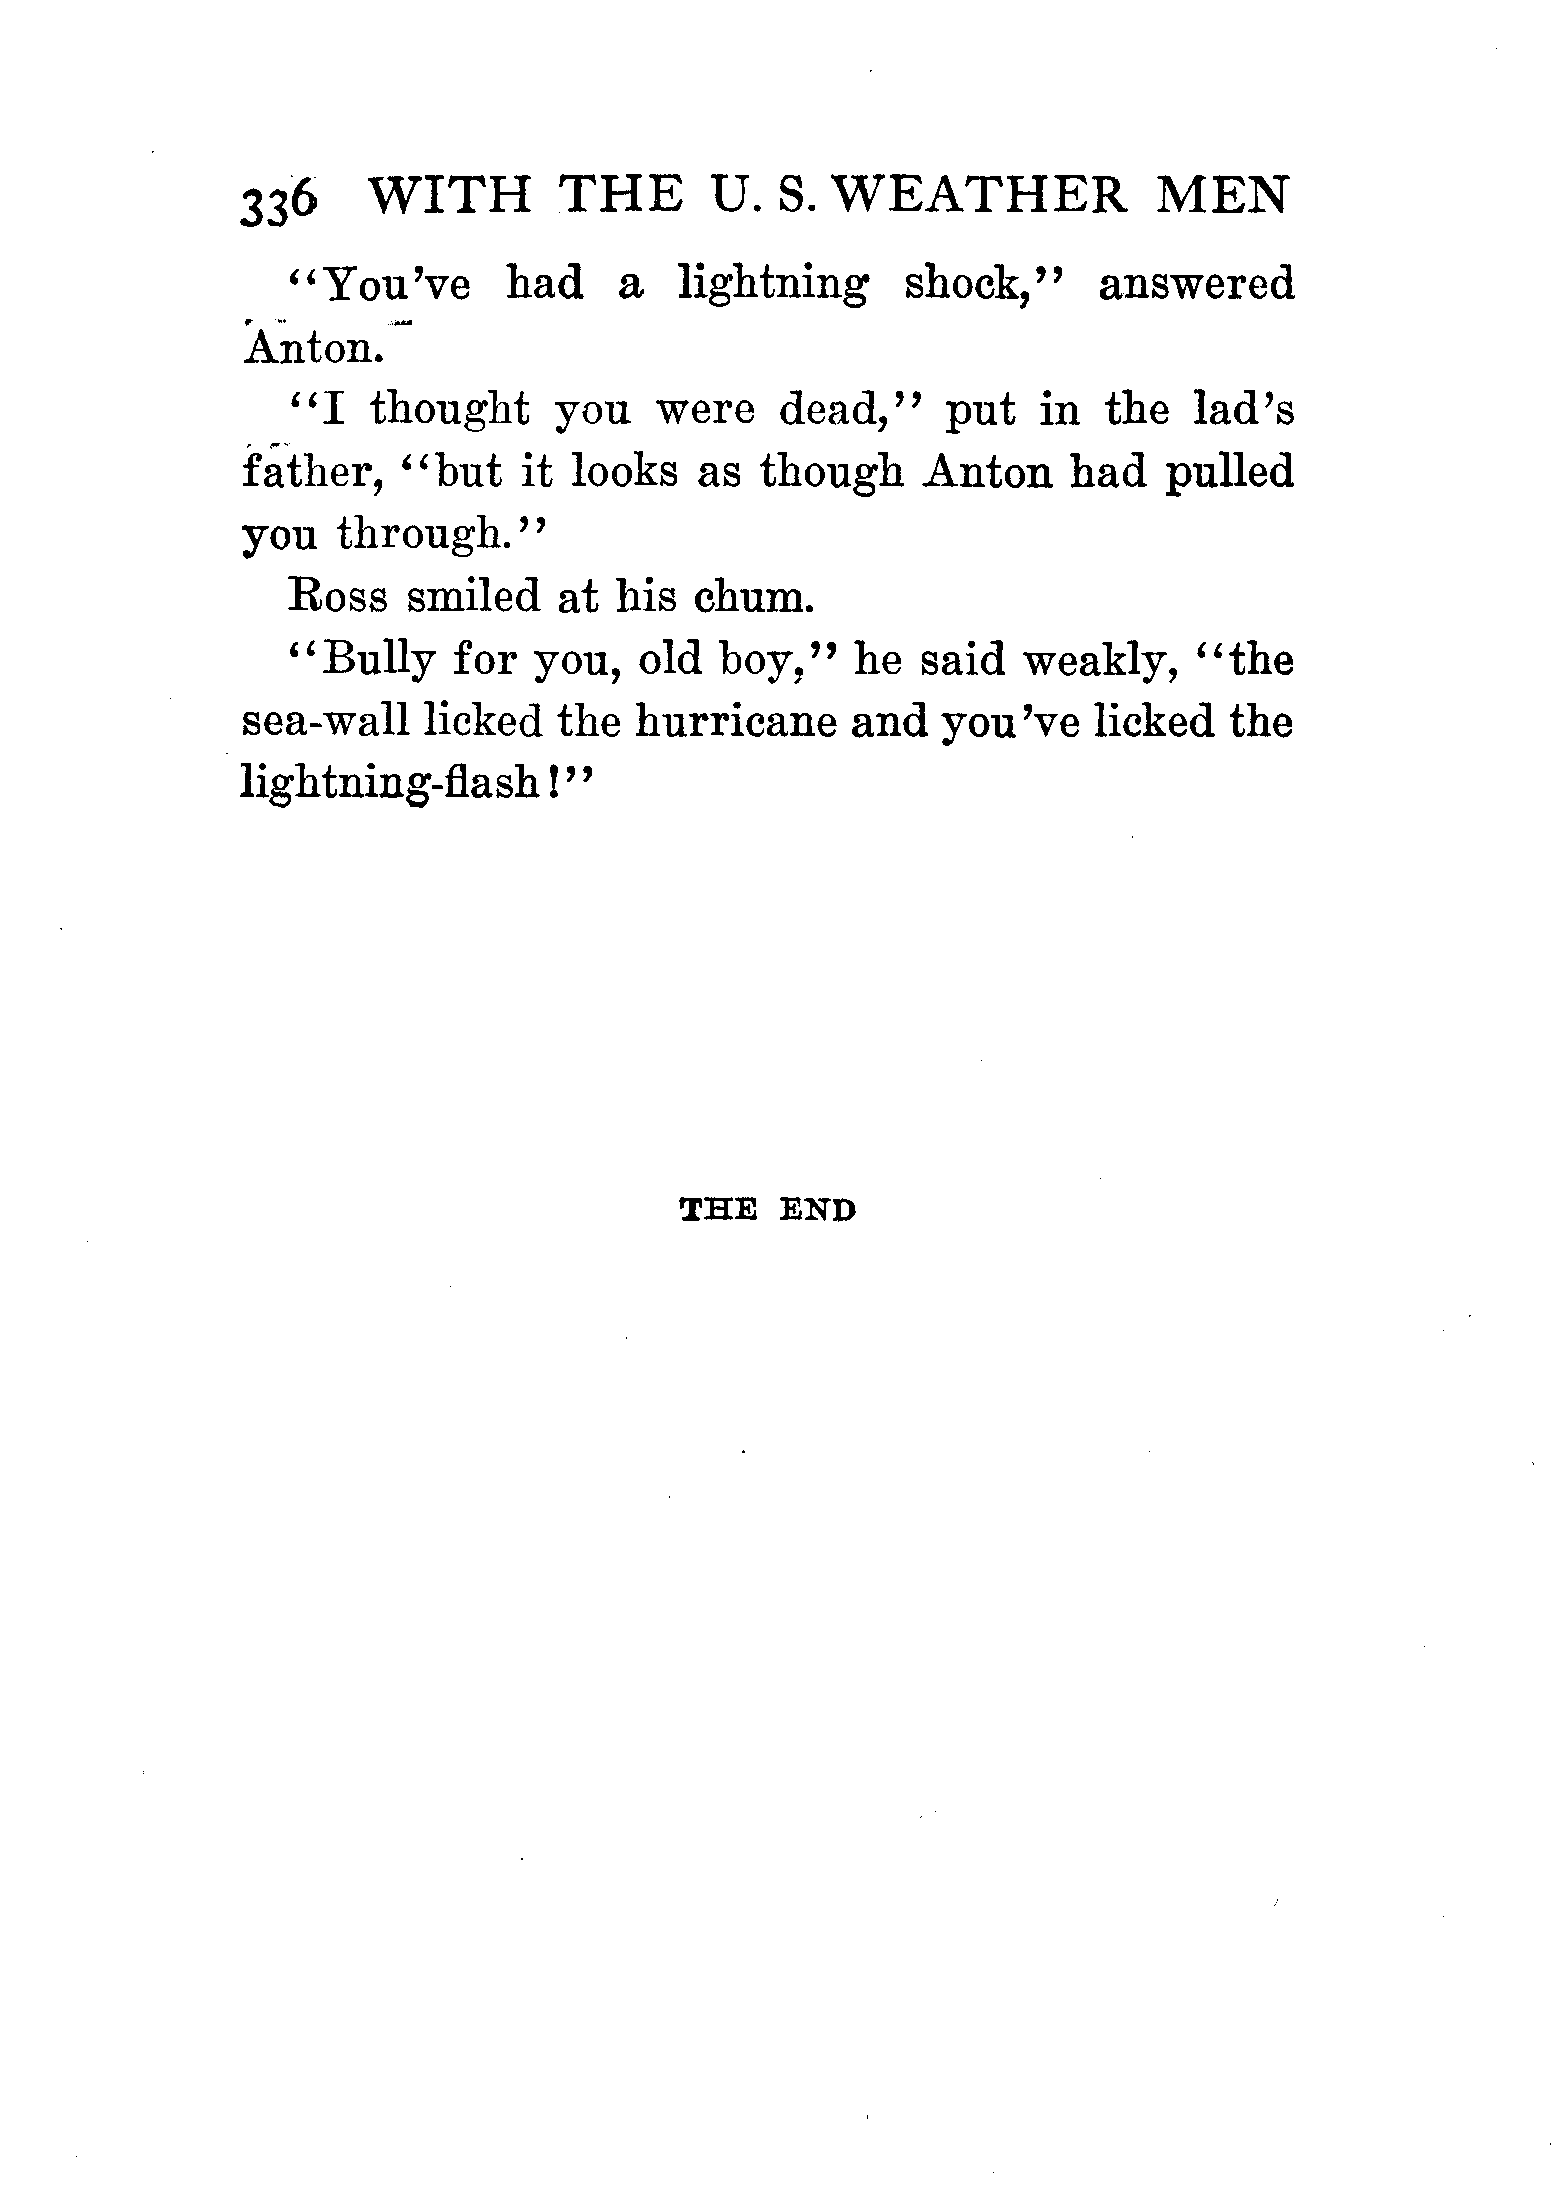 336 WITH THE U. S. WEATHER MEN
"You've had a lightning shock," answered
Anton.
"I thought you were dead," put in the lad's
father, "but it looks as though Anton had pulled
you through."
Ross smiled at his chum.
"Bully for you, old boy," he said weakly, "the
sea-wall licked the hurricane and you've licked the
lightning-flash!"
THE END